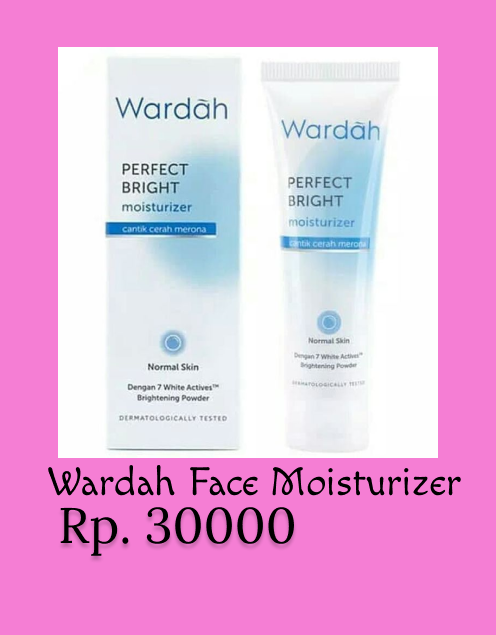 Wardah
PERFECT
BRIGHT
moisturizer
cantik cerah merona
Normal Skin
Dengan 7 White Actives™
Brightening Powder
DERMATOLOGICALLY TESTED
Wardah
PERFECT
BRIGHT
moisturizer
cantik cerah merona
Normal Skin
Dengan 7 White Actives™
Brightening Powder
DERMATOLOGICALLY TESTED
Wardah Face Moisturizer
Rp. 30000